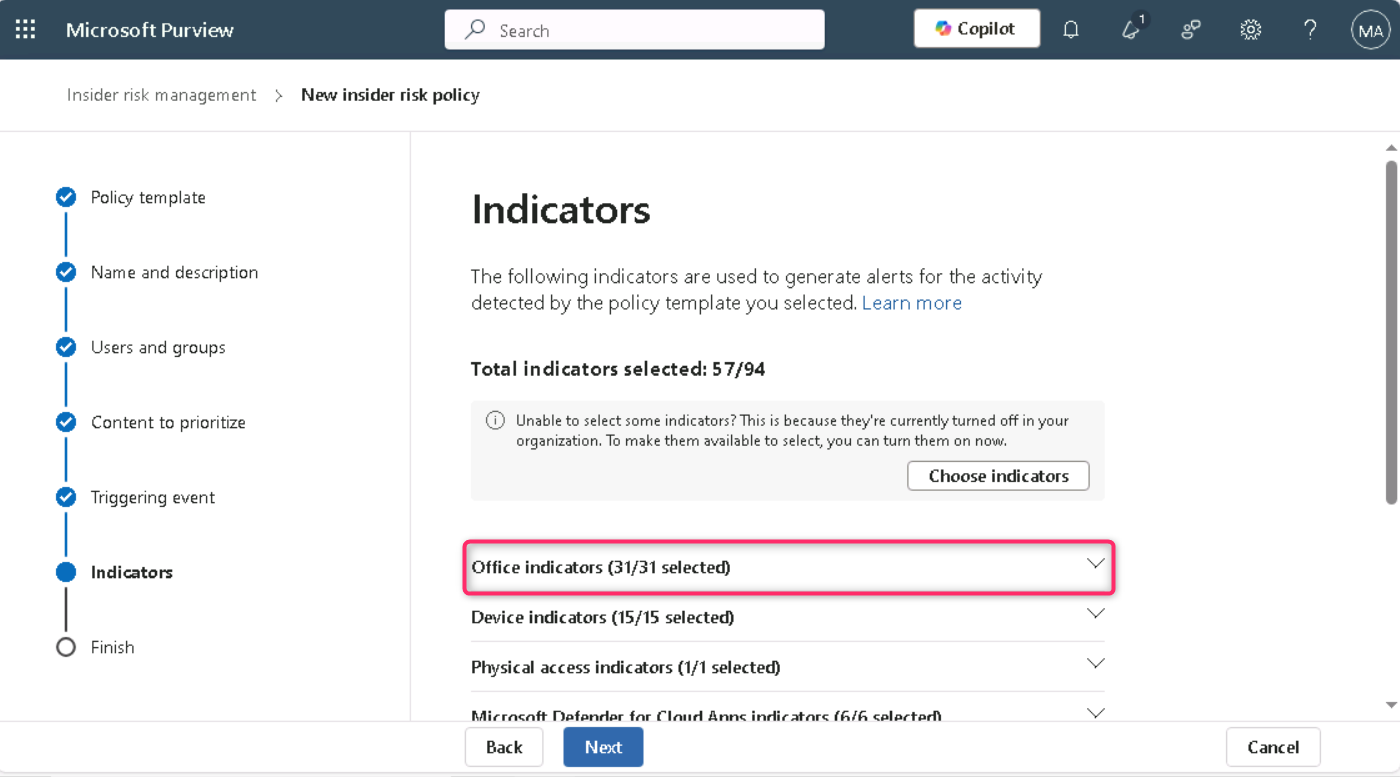 Microsoft Purview
Search
Copilot
1
?
MA
Insider risk management > New insider risk policy
Policy template
Name and description
Users and groups
Content to prioritize
Triggering event
Indicators
Finish
Indicators
The following indicators are used to generate alerts for the activity
detected by the policy template you selected. Learn more
Total indicators selected: 57/94
Unable to select some indicators? This is because they're currently turned off in your
organization. To make them available to select, you can turn them on now.
Choose indicators
Office indicators (31/31 selected)
Device indicators (15/15 selected)
Physical access indicators (1/1 selected)
Microsoft Defender for Cloud Apps indicators (6/6 selected)
Back
Next
Cancel